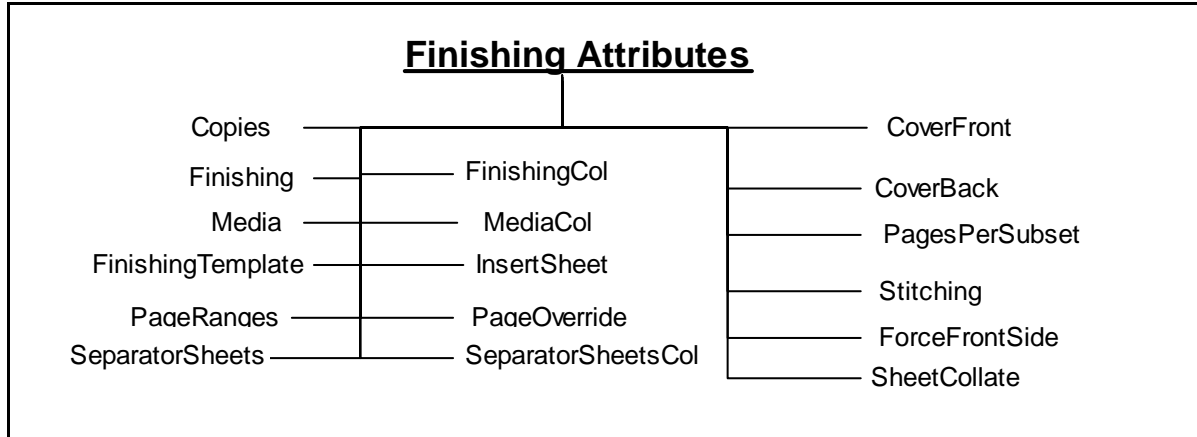 Finishing Attributes
Copies
CoverFront
Finishing
FinishingCol
CoverBack
Media
MediaCol
PagesPerSubset
FinishingTemplate
InsertSheet
Stitching
PageRanges
PageOverride
ForceFrontSide
SeparatorSheets
SeparatorSheetsCol
SheetCollate